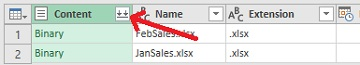 Content Name Extension
1 Binary FebSales.xlsx .xlsx
2 Binary JanSales.xlsx .xlsx